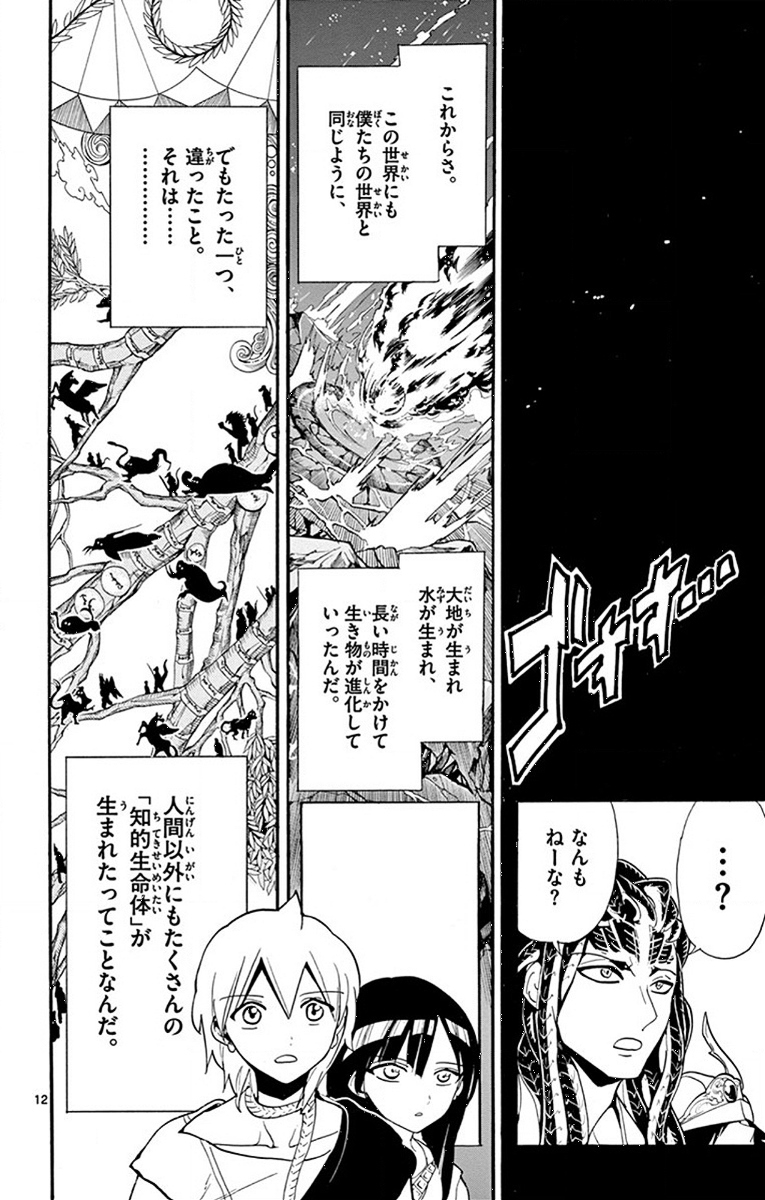 ゴォォ…
…?
なんも
ねーな?
これからさ。
この世界にも
僕たちの世界と
同じように、
大地が生まれ
水が生まれ、
長い時間をかけて
生き物が進化して
いったんだ。
でもたった一つ、
違ったこと。
それは……
…………
人間以外にもたくさんの
「知的生命体」が
生まれたってことなんだ。
12